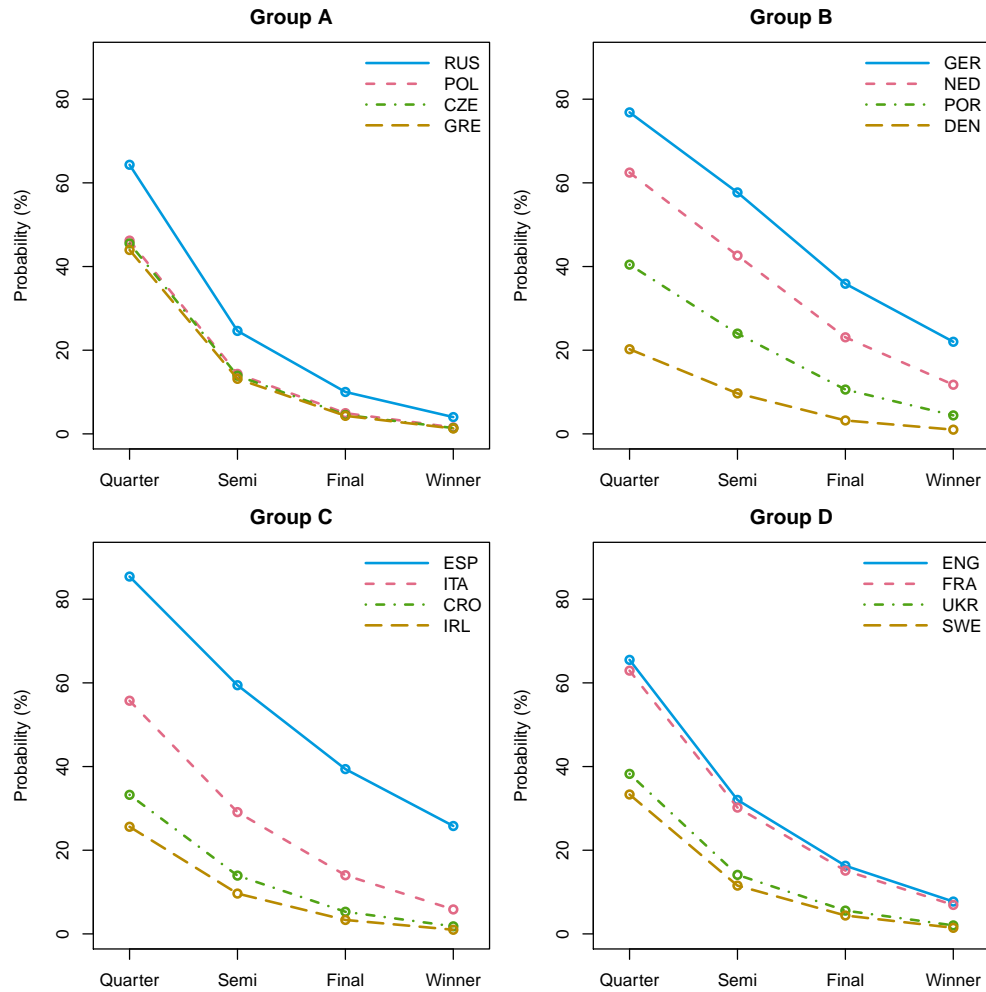 Group A
RUS
POL
CZE
GRE
80
60
40
20
0
Probability (%)
Quarter Semi Final Winner
Group B
GER
NED
POR
DEN
80
60
40
20
0
Probability (%)
Quarter Semi Final Winner
Group C
ESP
ITA
CRO
IRL
80
60
40
20
0
Probability (%)
Quarter Semi Final Winner
Group D
ENG
FRA
UKR
SWE
80
60
40
20
0
Probability (%)
Quarter Semi Final Winner